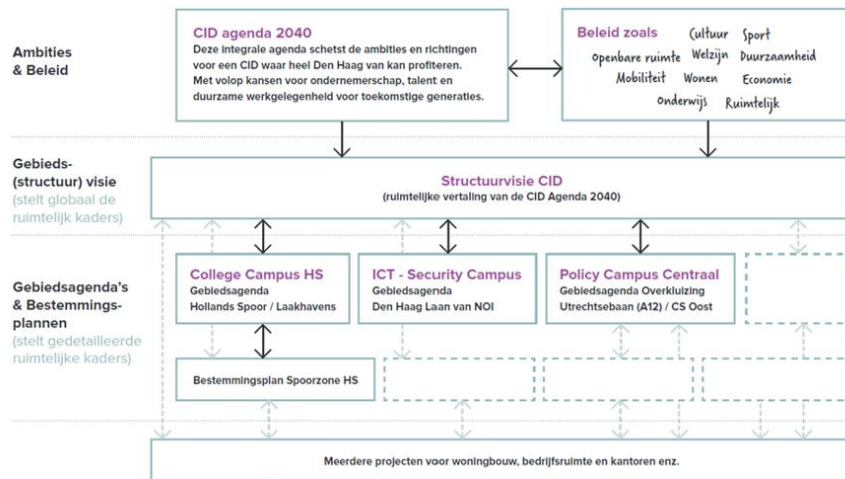 Ambities
& Beleid
CID agenda 2040
Deze integrale agenda schetst de ambities en richtingen
voor een CID waar heel Den Haag van kan profiteren.
Met volop kansen voor ondernemerschap, talent en
duurzame werkgelegenheid voor toekomstige generaties.
Beleid zoals
Cultuur Sport
Openbare ruimte Welzijn Duurzaamheid
Mobiliteit Wonen Economie
Onderwijs Ruimtelijk
Gebieds-
(structuur) visie
(stelt globaal de
ruimtelijk kaders)
Structuurvisie CID
(ruimtelijke vertaling van de CID Agenda 2040)
Gebiedsagenda's
& Bestemmings-
plannen
(stelt gedetailleerde
ruimtelijke kaders)
College Campus HS
Gebiedsagenda
Hollands Spoor / Laakhavens
ICT - Security Campus
Gebiedsagenda
Den Haag Laan van NOI
Policy Campus Centraal
Gebiedsagenda Overkluizing
Utrechtsebaan (A12) / CS Oost
Bestemmingsplan Spoorzone HS
Meerdere projecten voor woningbouw, bedrijfsruimte en kantoren enz.